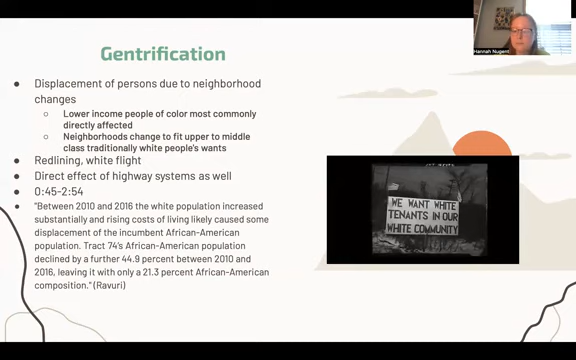 Gentrification
● Displacement of persons due to neighborhood
changes
○ Lower income people of color most commonly
directly affected
○ Neighborhoods change to fit upper to middle
class traditionally white people's wants
● Redlining, white flight
● Direct effect of highway systems as well
● 0:45-2:54
● "Between 2010 and 2016 the white population increased
substantially and rising costs of living likely caused some
displacement of the incumbent African-American
population. Tract 74's African-American population
declined by a further 44.9 percent between 2010 and
2016, leaving it with only a 21.3 percent African-American
composition." (Ravuri)
WE WANT WHITE
TENANTS IN OUR
WHITE COMMUNITY
Hannah Nugent